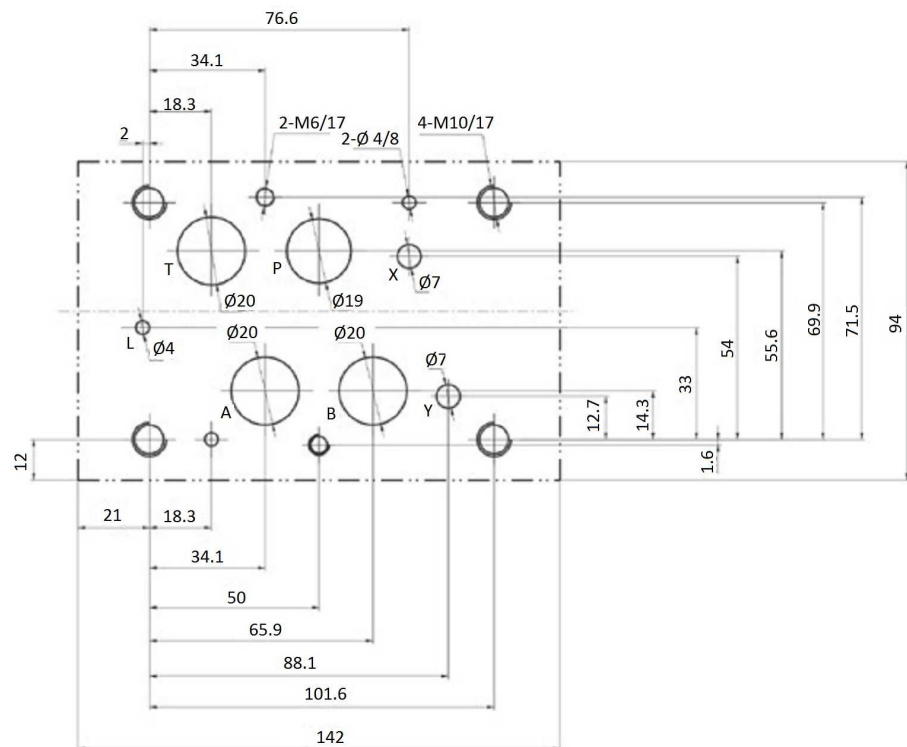 76.6
34.1
18.3
2
2-M6/17
2-Ø 4/8
4-M10/17
T
P
X
Ø20
Ø19
Ø7
L
Ø4
Ø20
Ø20
Ø7
A
B
Y
12.7
14.3
33
54
55.6
69.9
71.5
94
12
1.6
21
18.3
34.1
50
65.9
88.1
101.6
142